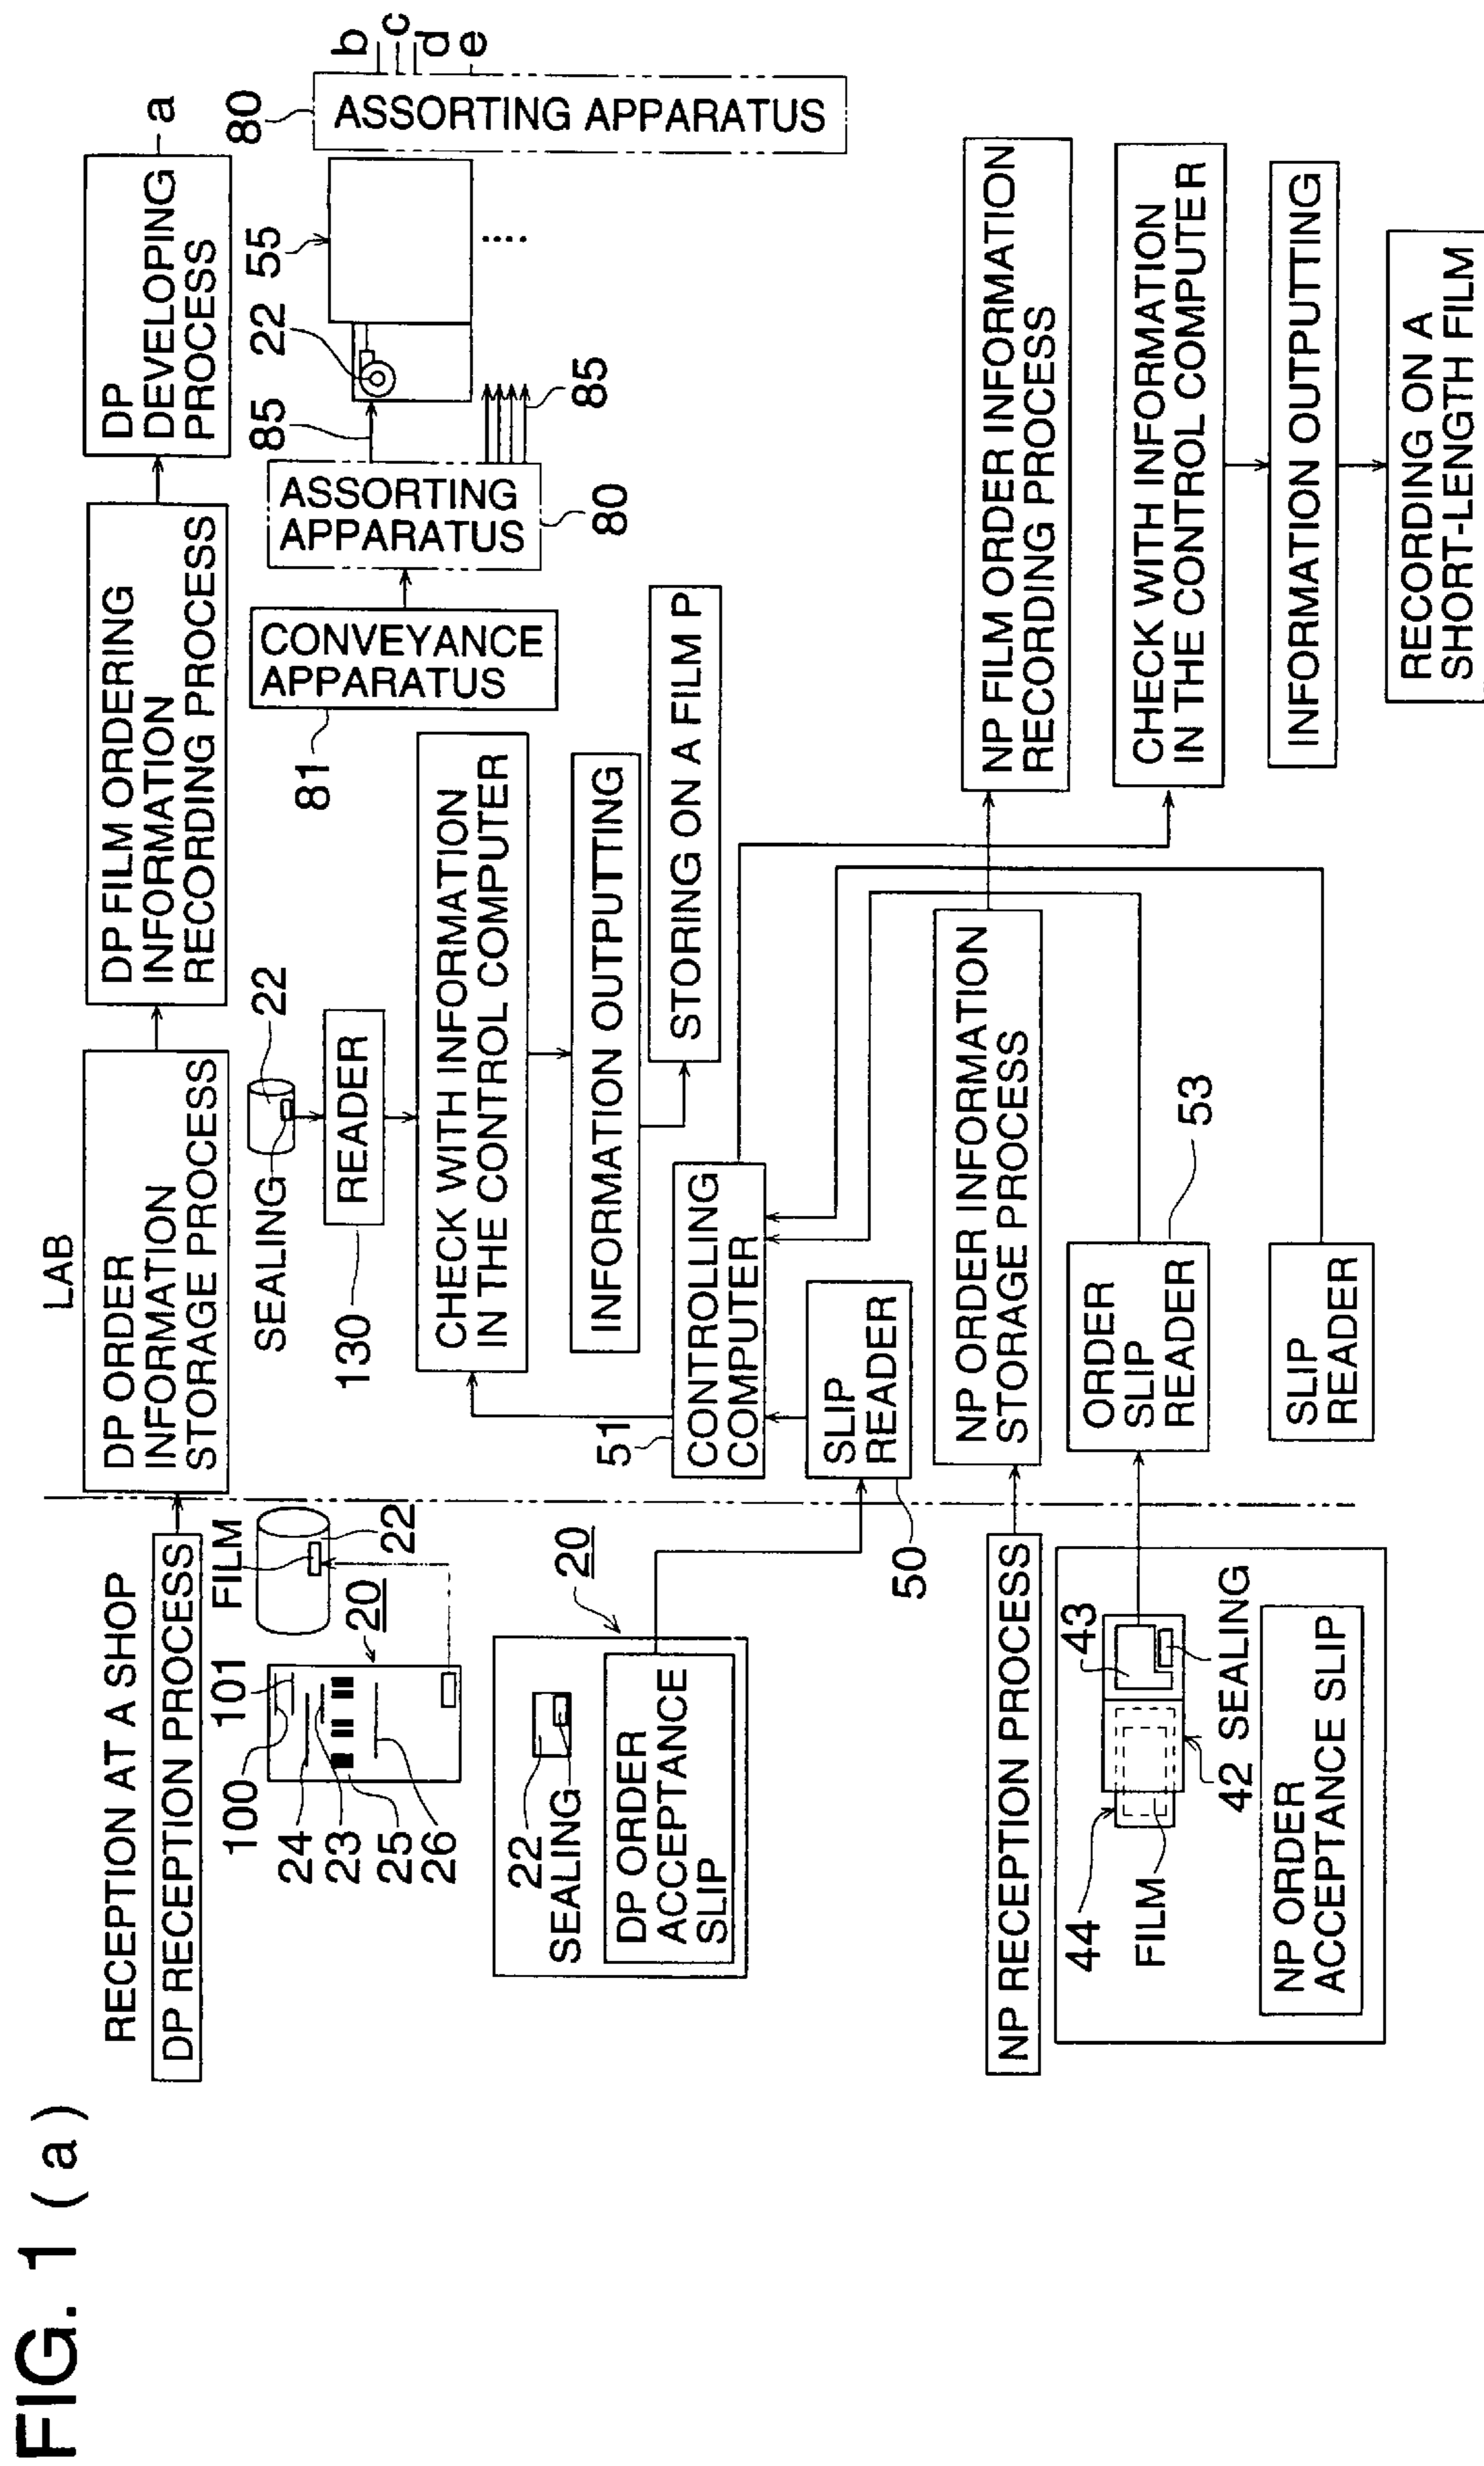 FIG. 1 (a)
RECEPTION AT A SHOP
LAB
DP RECEPTION PROCESS
DP ORDER
INFORMATION
STORAGE PROCESS
DP FILM ORDERING
INFORMATION
RECORDING PROCESS
DP
DEVELOPING
PROCESS
a
100
101
24
23
25
26
20
FILM
22
SEALING
22
READER
130
CHECK WITH INFORMATION
IN THE CONTROL COMPUTER
INFORMATION OUTPUTTING
STORING ON A FILM P
CONVEYANCE
APPARATUS
81
ASSORTING
APPARATUS
80
85
85
22
55
80
ASSORTING APPARATUS
b
c
d
e
22
SEALING
DP ORDER
ACCEPTANCE
SLIP
20
51
CONTROLLING
COMPUTER
SLIP
READER
50
NP RECEPTION PROCESS
NP ORDER INFORMATION
STORAGE PROCESS
NP FILM ORDER INFORMATION
RECORDING PROCESS
44
FILM
43
42
SEALING
NP ORDER
ACCEPTANCE SLIP
ORDER
SLIP
READER
53
SLIP
READER
CHECK WITH INFORMATION
IN THE CONTROL COMPUTER
INFORMATION OUTPUTTING
RECORDING ON A
SHORT-LENGTH FILM